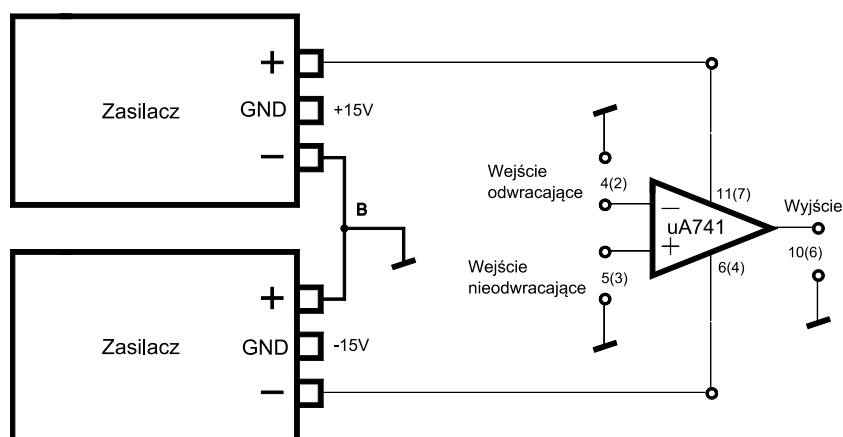 +
Zasilacz
GND
+15V
−
B
+
Zasilacz
GND
-15V
−
Wejście
odwracające
4(2)
−
11(7)
uA741
Wyjście
+
Wejście
nieodwracające
5(3)
6(4)
10(6)